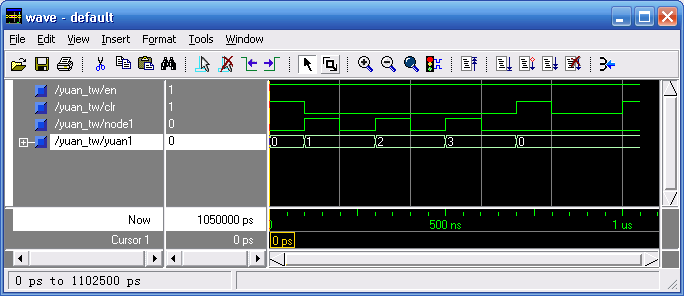 wave - default
File Edit View Insert Format Tools Window
/yuan_tw/en 1
/yuan_tw/clr 1
/yuan_tw/node1 0
/yuan_tw/yuan1 0 0 1 2 3 0
Now 1050000 ps 500 ns 1 us
Cursor 1 0 ps 0 ps
0 ps to 1102500 ps